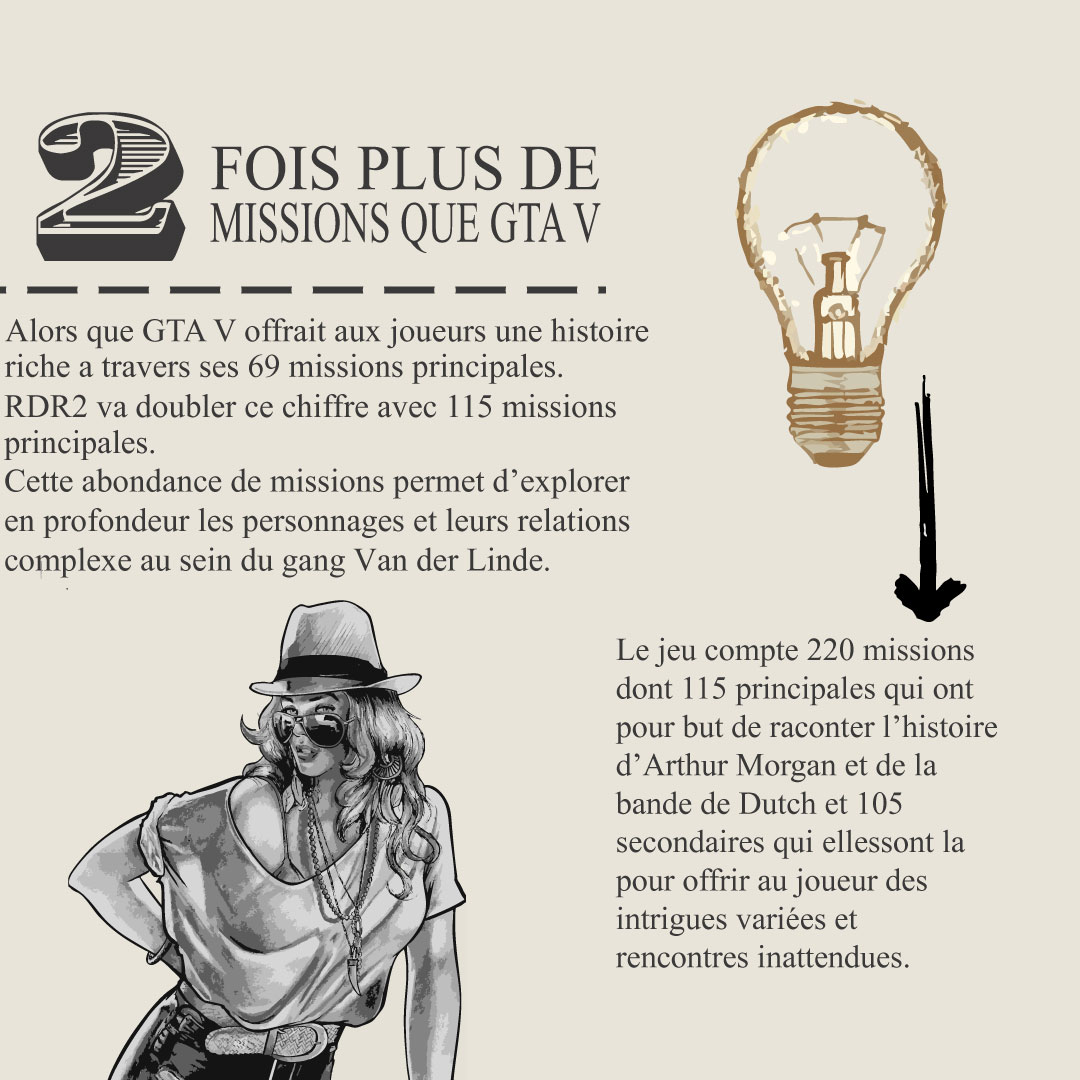 2
FOIS PLUS DE
MISSIONS QUE GTA V
Alors que GTA V offrait aux joueurs une histoire
riche a travers ses 69 missions principales.
RDR2 va doubler ce chiffre avec 115 missions
principales.
Cette abondance de missions permet d’explorer
en profondeur les personnages et leurs relations
complexe au sein du gang Van der Linde.
Le jeu compte 220 missions
dont 115 principales qui ont
pour but de raconter l’histoire
d’Arthur Morgan et de la
bande de Dutch et 105
secondaires qui ellessont la
pour offrir au joueur des
intrigues variées et
rencontres inattendues.